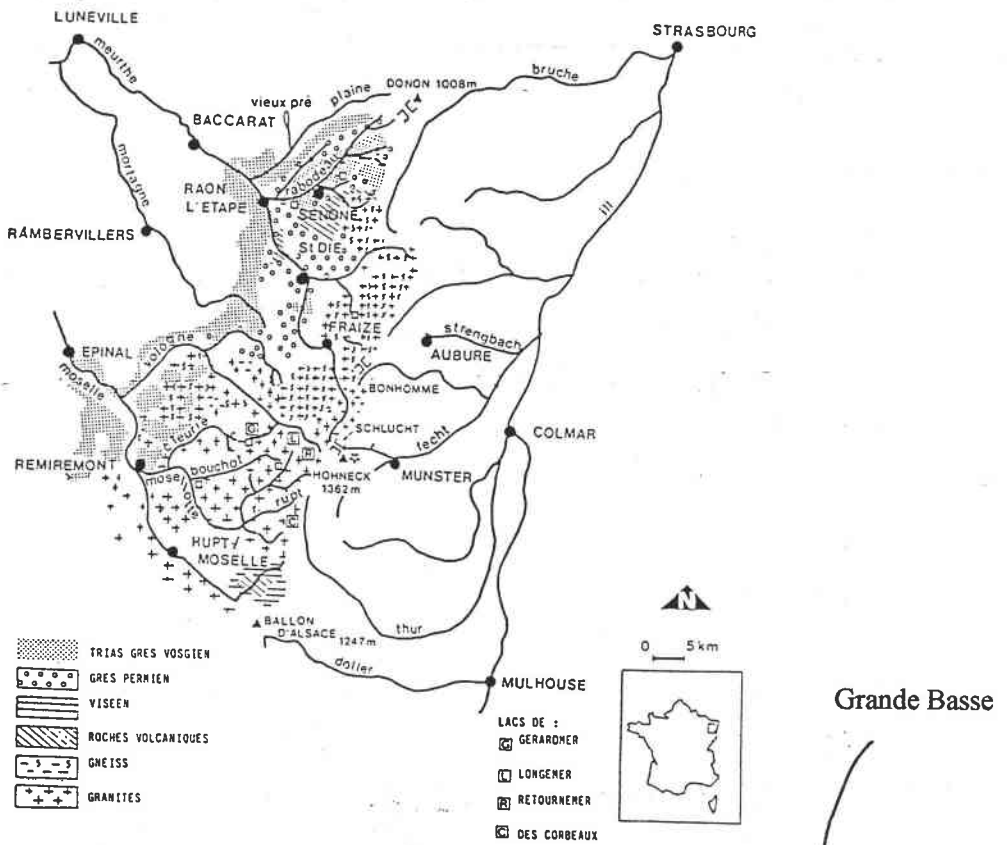 LUNEVILLE
STRASBOURG
meurthe
bruche
DONON 1008m
plaine
vieux pré
BACCARAT
mortagne
rabodeau
RAON
L'ETAPE
SENONE
ill
RAMBERVILLERS
St DIE
FRAIZE
strengbach
AUBURE
EPINAL
vologne
moselle
BONHOMME
SCHLUCHT
fecht
COLMAR
cleurie
G
L
R
REMIREMONT
bouchot
HOHNECK
1362m
MUNSTER
moselotte
rupt
C
RUPT/
MOSELLE
N
BALLON
D'ALSACE 1247m
thur
0 5 km
doller
MULHOUSE
TRIAS GRES VOSGIEN
GRES PERMIEN
VISEEN
ROCHES VOLCANIQUES
GNEISS
GRANITES
LACS DE :
G GERARDMER
L LONGEMER
R RETOURNEMER
C DES CORBEAUX
Grande Basse